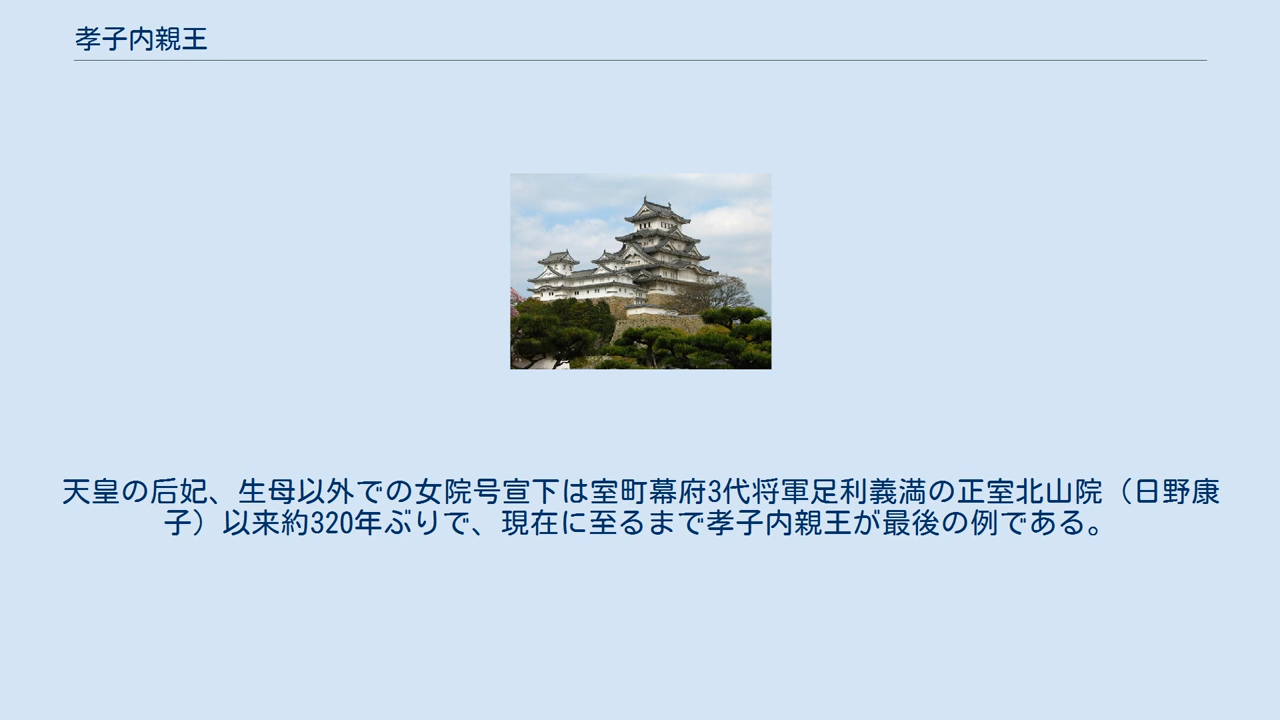 孝子内親王
天皇の后妃、生母以外での女院号宣下は室町幕府3代将軍足利義満の正室北山院（日野康
子）以来約320年ぶりで、現在に至るまで孝子内親王が最後の例である。